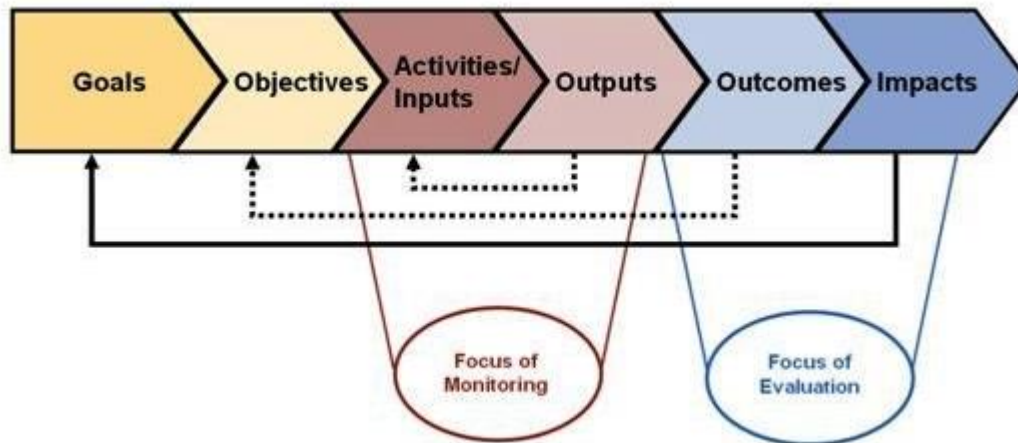 Goals
Objectives
Activities/
Inputs
Outputs
Outcomes
Impacts
Focus of
Monitoring
Focus of
Evaluation